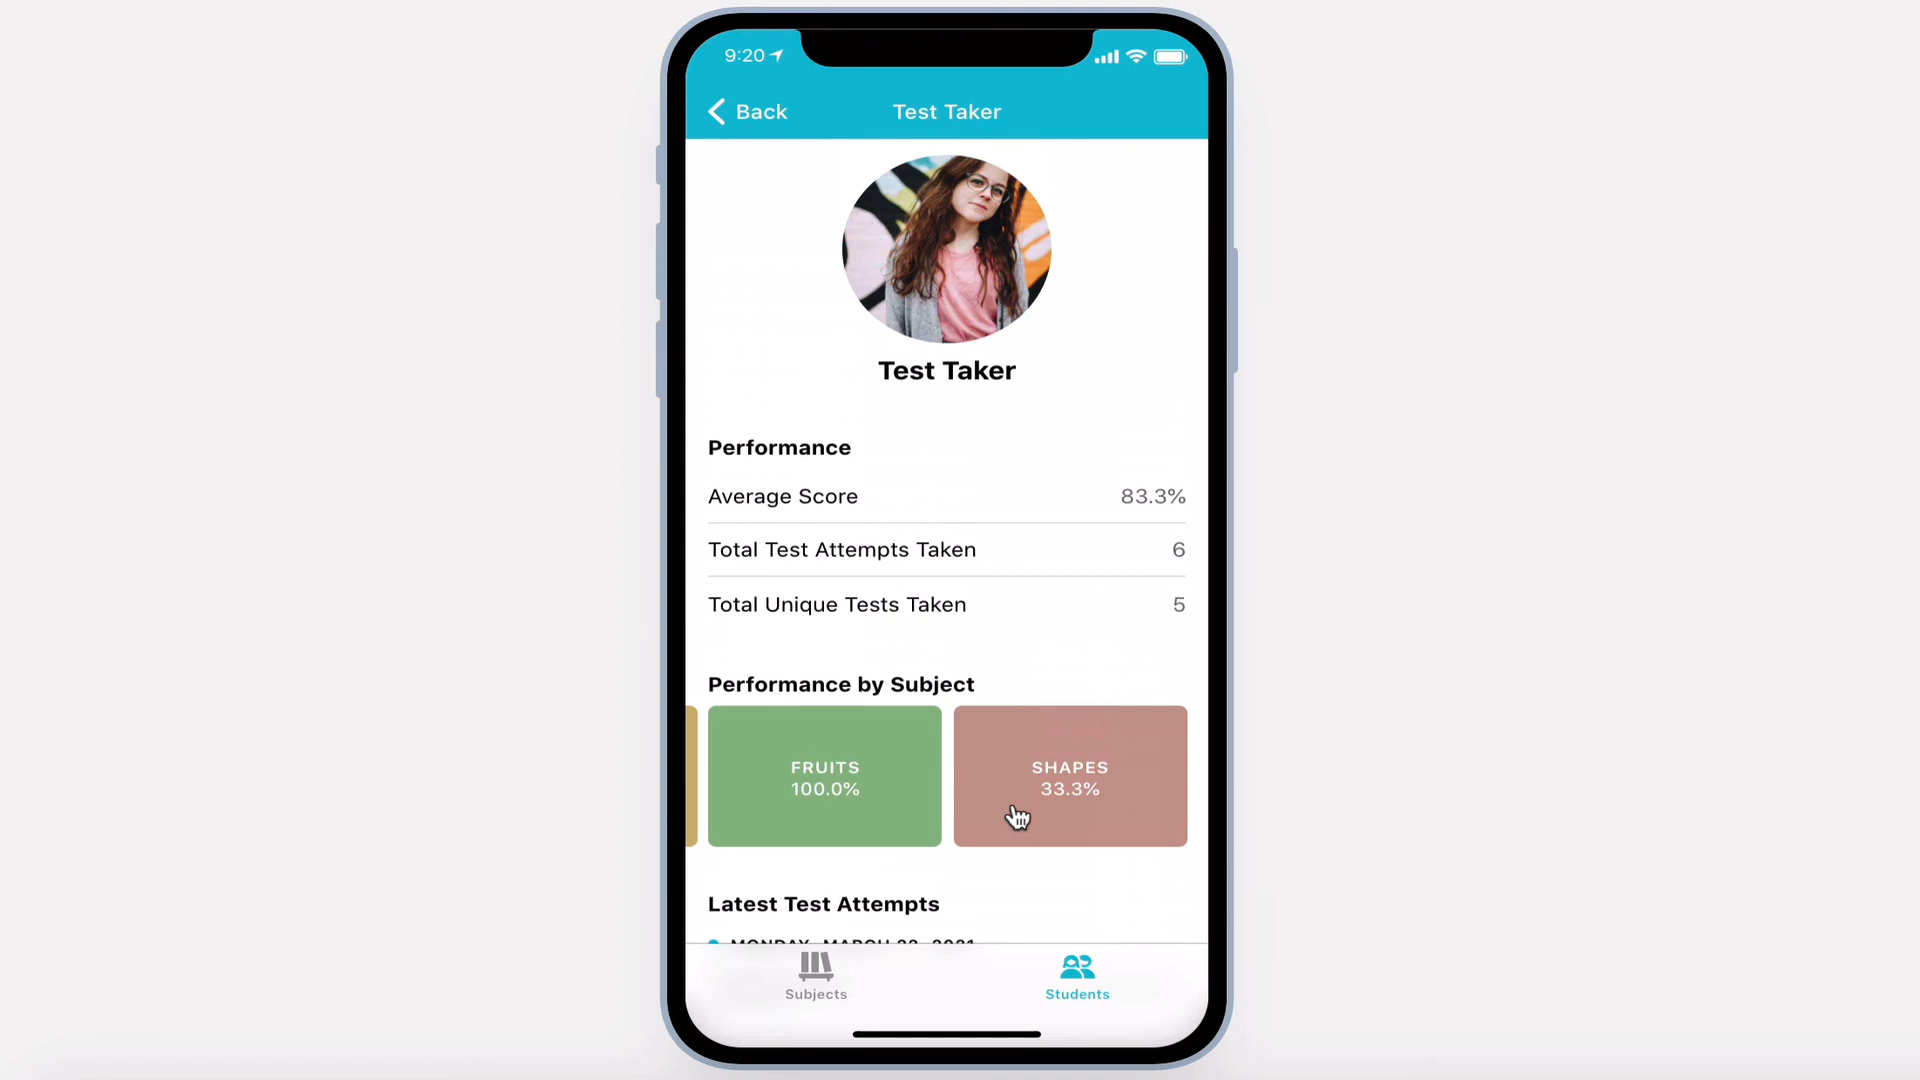 9:20
Back
Test Taker
Test Taker
Performance
Average Score 83.3%
Total Test Attempts Taken 6
Total Unique Tests Taken 5
Performance by Subject
FRUITS
100.0%
SHAPES
33.3%
Latest Test Attempts
MONDAY, MARCH 22, 2021
Subjects
Students